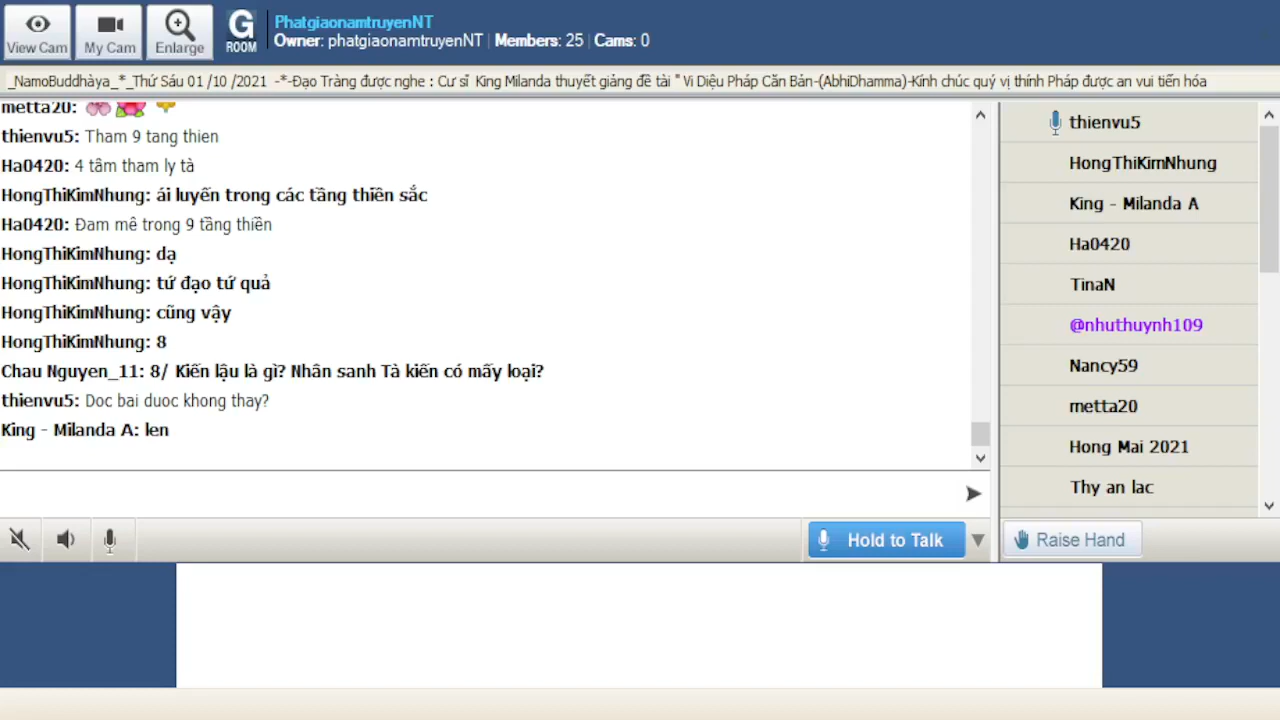 View Cam
My Cam
Enlarge
G
ROOM
PhatgiaonamtruyenNT
Owner: phatgiaonamtruyenNT | Members: 25 | Cams: 0
_NamoBuddhàya_*_Thứ Sáu 01 /10 /2021 -*-Đạo Tràng được nghe : Cư sĩ King Milanda thuyết giảng đề tài " Vi Diệu Pháp Căn Bản-(AbhiDhamma)-Kính chúc quý vị thính Pháp được an vui tiến hóa
metta20:
thienvu5: Tham 9 tang thien
Ha0420: 4 tâm tham ly tà
HongThiKimNhung: ái luyến trong các tầng thiền sắc
Ha0420: Đam mê trong 9 tầng thiền
HongThiKimNhung: dạ
HongThiKimNhung: tứ đạo tứ quả
HongThiKimNhung: cũng vậy
HongThiKimNhung: 8
Chau Nguyen_11: 8/ Kiến lậu là gì? Nhân sanh Tà kiến có mấy loại?
thienvu5: Doc bai duoc khong thay?
King - Milanda A: len
thienvu5
HongThiKimNhung
King - Milanda A
Ha0420
TinaN
@nhuthuynh109
Nancy59
metta20
Hong Mai 2021
Thy an lac
Hold to Talk
Raise Hand